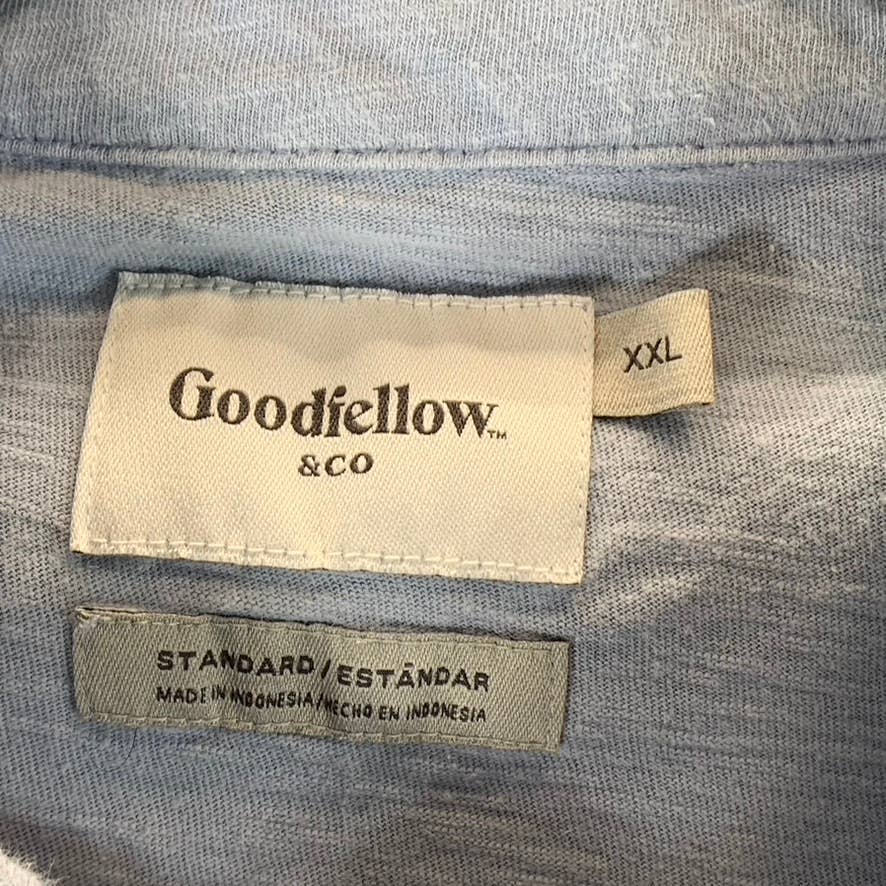 Goodfellow™
&CO
XXL
STANDARD/ESTÁNDAR
MADE IN INDONESIA/HECHO EN INDONESIA